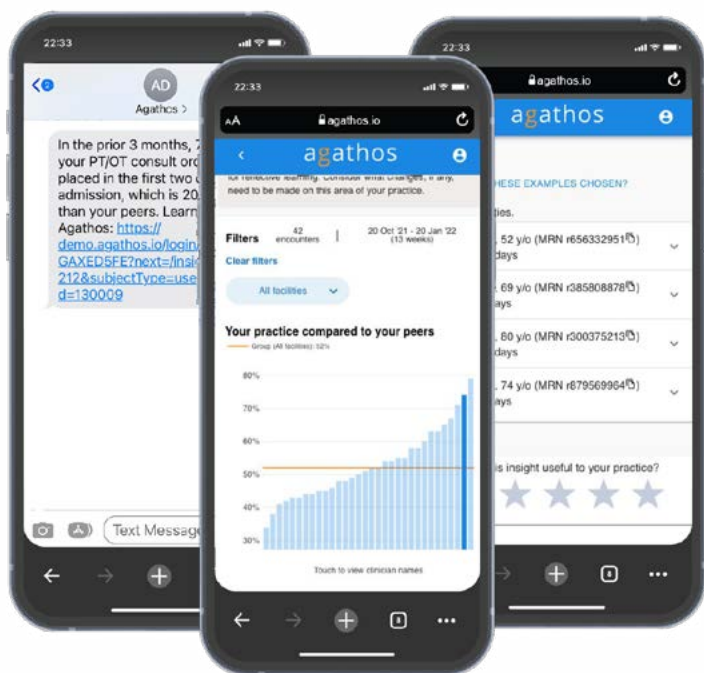 22:33
AD
Agathos >
In the prior 3 months, 7
your PT/OT consult ord
placed in the first two
admission, which is 20
than your peers. Learn
Agathos: https://
demo.agathos.io/login/
GAXED5FE?next=/insi
212&subjectType=use
d=130009
Text Message
22:33
AA
agathos.io
agathos
for reflective learning. Consider what changes, if any,
need to be made on this area of your practice.
Filters
42
encounters
20 Oct '21 - 20 Jan '22
(13 weeks)
Clear filters
All facilities
Your practice compared to your peers
Group (All facilities): 52%
80%
70%
60%
50%
40%
30%
Touch to view clinician names
8
22:33
agathos.io
agathos
HESE EXAMPLES CHOSEN?
ties.
. 52 y/o (MRN r656332951)
days
. 69 y/o (MRN r385808878)
days
. 60 y/o (MRN r300375213)
days
. 74 y/o (MRN r879569964)
ays
is insight useful to your practice?
8